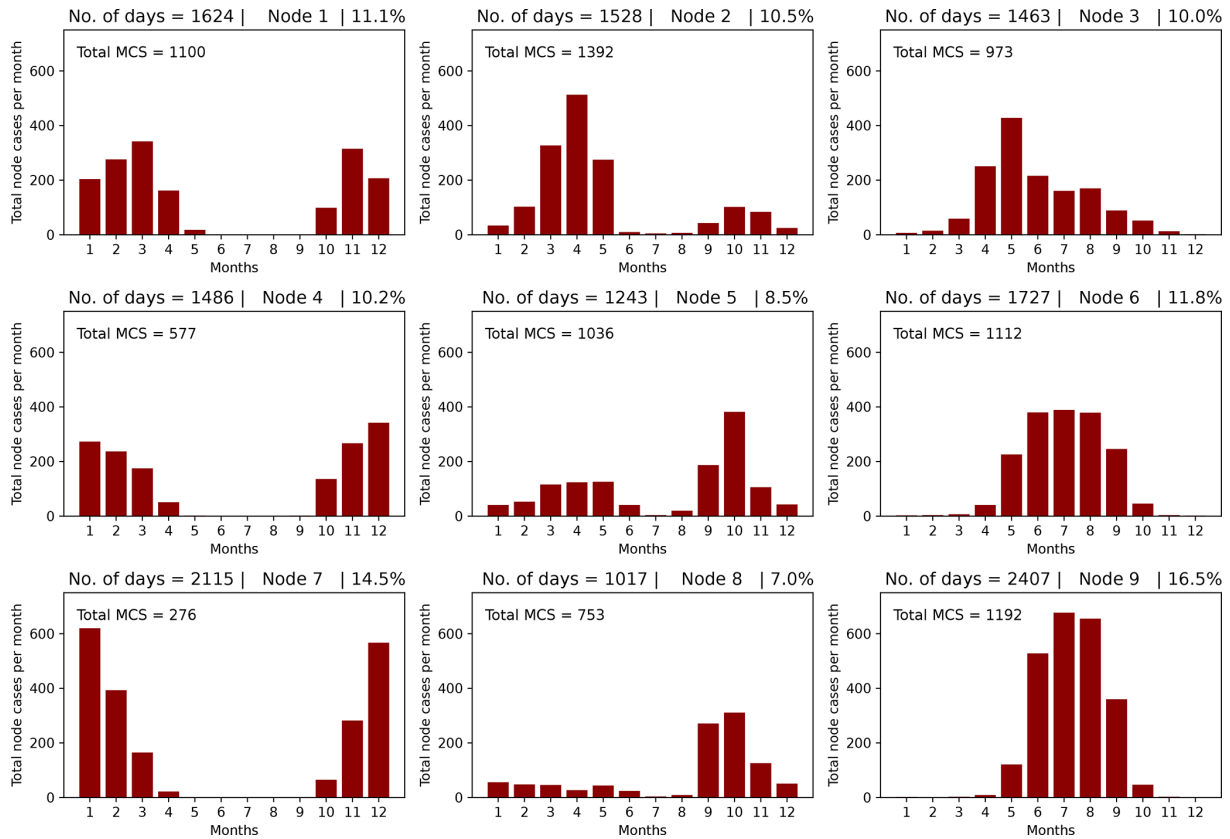 No. of days = 1624 | Node 1 | 11.1%
Total MCS = 1100
Total node cases per month
600
400
200
0
1 2 3 4 5 6 7 8 9 10 11 12
Months
No. of days = 1528 | Node 2 | 10.5%
Total MCS = 1392
Total node cases per month
600
400
200
0
1 2 3 4 5 6 7 8 9 10 11 12
Months
No. of days = 1463 | Node 3 | 10.0%
Total MCS = 973
Total node cases per month
600
400
200
0
1 2 3 4 5 6 7 8 9 10 11 12
Months
No. of days = 1486 | Node 4 | 10.2%
Total MCS = 577
Total node cases per month
600
400
200
0
1 2 3 4 5 6 7 8 9 10 11 12
Months
No. of days = 1243 | Node 5 | 8.5%
Total MCS = 1036
Total node cases per month
600
400
200
0
1 2 3 4 5 6 7 8 9 10 11 12
Months
No. of days = 1727 | Node 6 | 11.8%
Total MCS = 1112
Total node cases per month
600
400
200
0
1 2 3 4 5 6 7 8 9 10 11 12
Months
No. of days = 2115 | Node 7 | 14.5%
Total MCS = 276
Total node cases per month
600
400
200
0
1 2 3 4 5 6 7 8 9 10 11 12
Months
No. of days = 1017 | Node 8 | 7.0%
Total MCS = 753
Total node cases per month
600
400
200
0
1 2 3 4 5 6 7 8 9 10 11 12
Months
No. of days = 2407 | Node 9 | 16.5%
Total MCS = 1192
Total node cases per month
600
400
200
0
1 2 3 4 5 6 7 8 9 10 11 12
Months